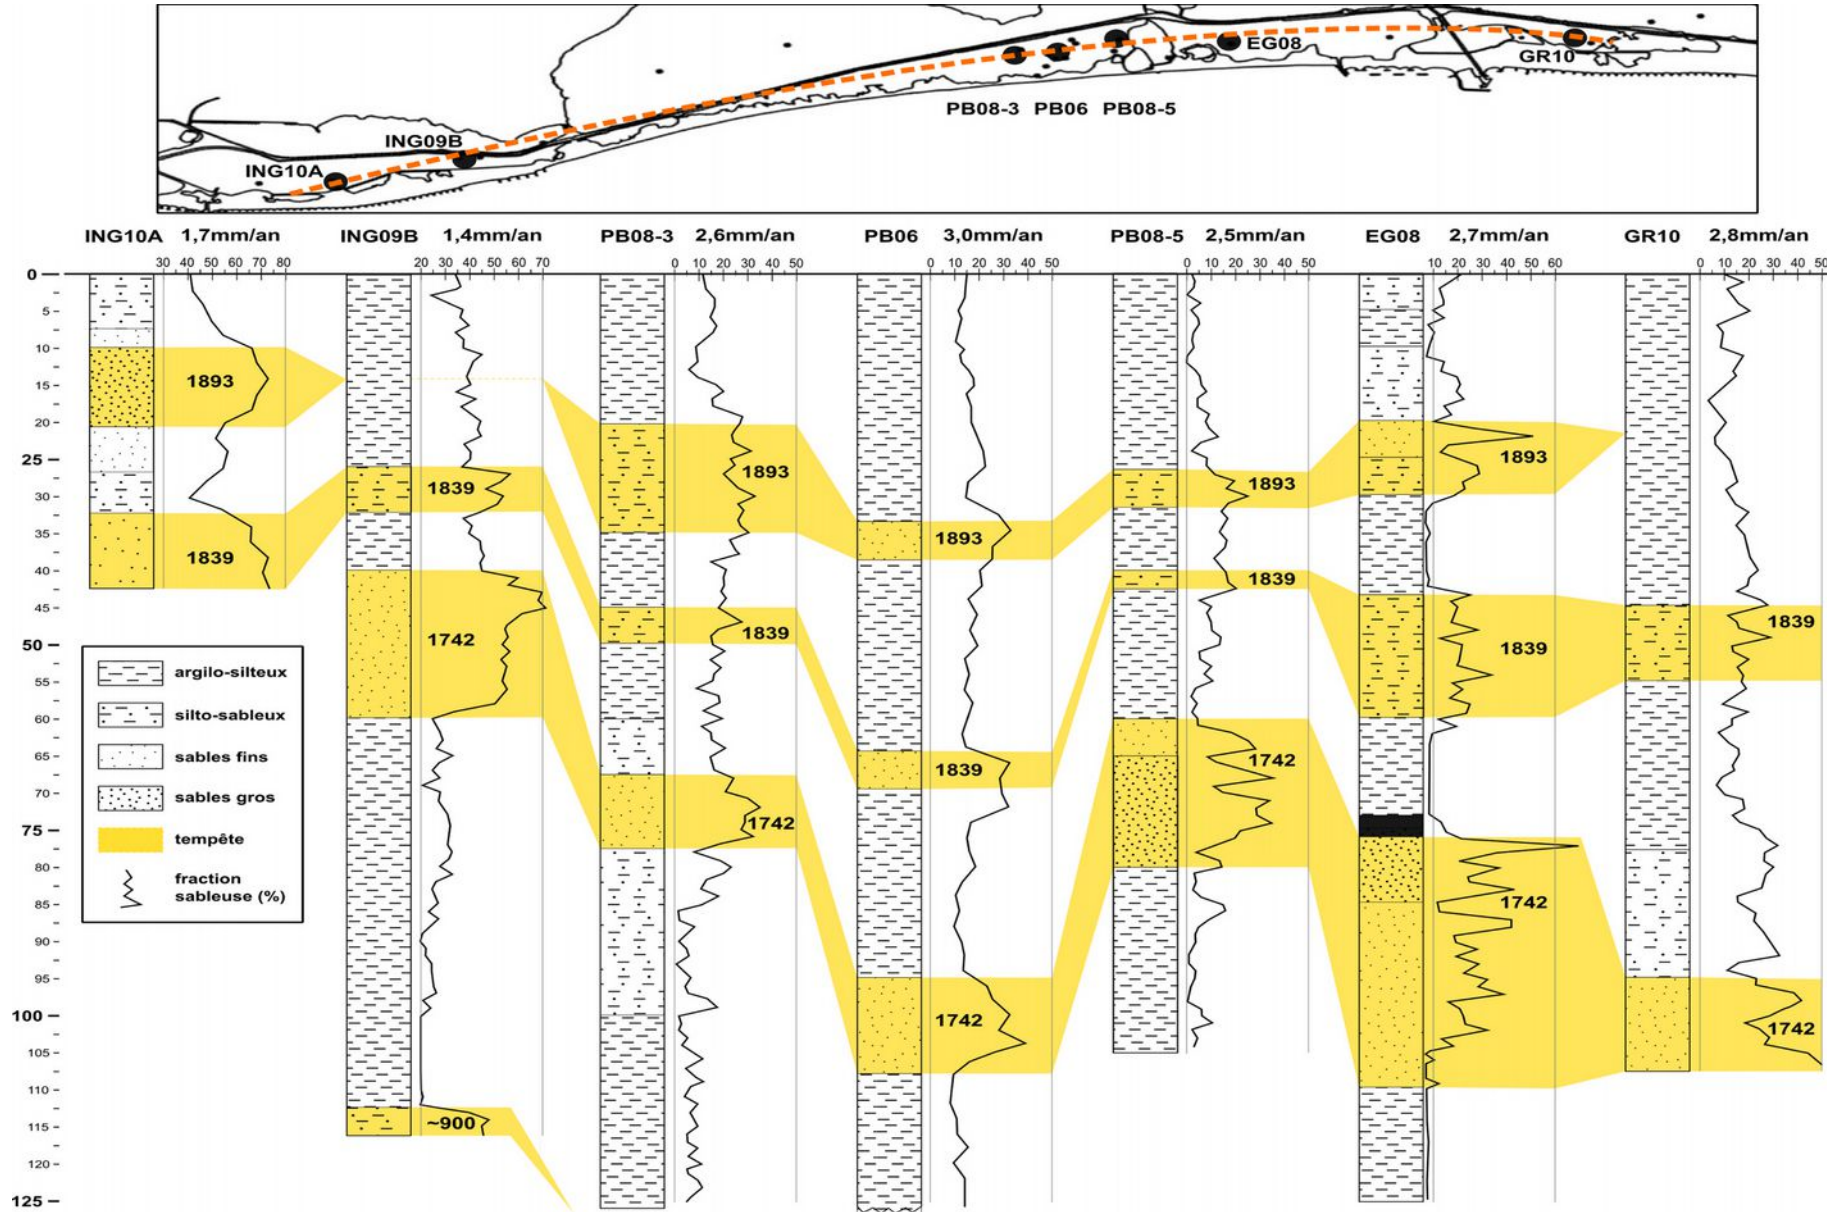 EG08
GR10
PB08-3 PB06 PB08-5
ING09B
ING10A
ING10A 1,7mm/an ING09B 1,4mm/an PB08-3 2,6mm/an PB06 3,0mm/an PB08-5 2,5mm/an EG08 2,7mm/an GR10 2,8mm/an
30 40 50 60 70 80 20 30 40 50 60 70 0 10 20 30 40 50 0 10 20 30 40 50 0 10 20 30 40 50 10 20 30 40 50 60 0 10 20 30 40 50
0
5
10
1893
15
20
1893 1893 1893
25
1839
30
35
1893
1839
40
1839
45
1839
1742 1839 1839
50
argilo-silteux
55
silto-sableux
60
sables fins
65
1839 1742
sables gros
70
75
1742
tempête
80
fraction
sableuse (%)
85
1742
90
95
100
1742 1742
105
110
115
~900
120
125